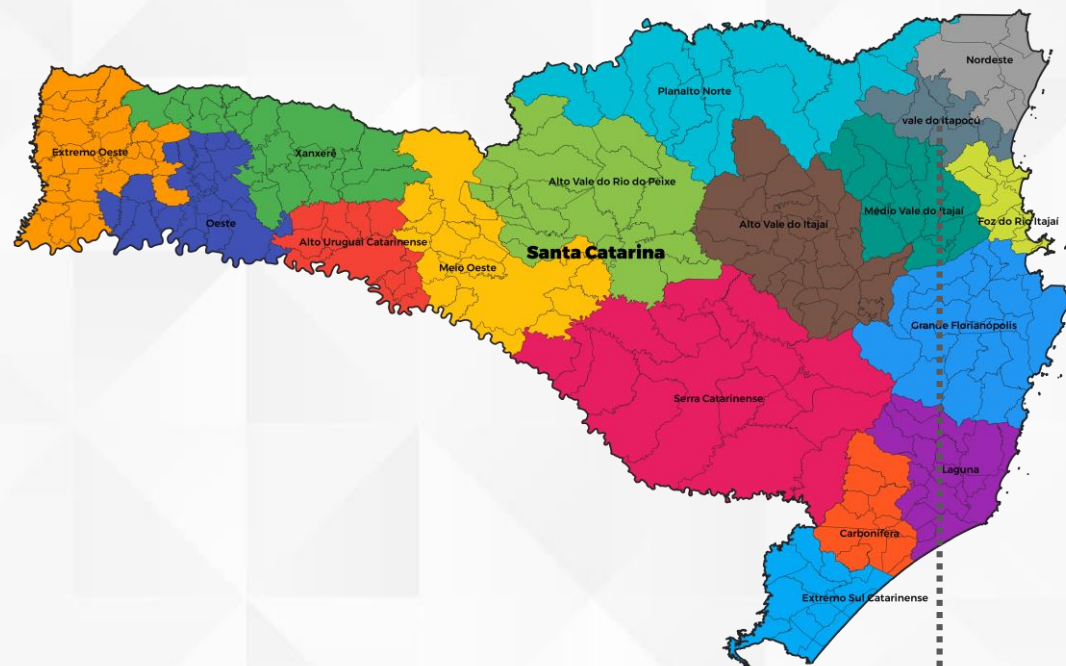 Nordeste
Planalto Norte
vale do Itapocú
Extremo Oeste
Xanxerê
Alto Vale do Rio do Peixe
Médio Vale do Itajaí
Foz do Rio Itajaí
Oeste
Alto Uruguai Catarinense
Alto Vale do Itajaí
Santa Catarina
Meio Oeste
Grande Florianópolis
Serra Catarinense
Laguna
Carbonífera
Extremo Sul Catarinense